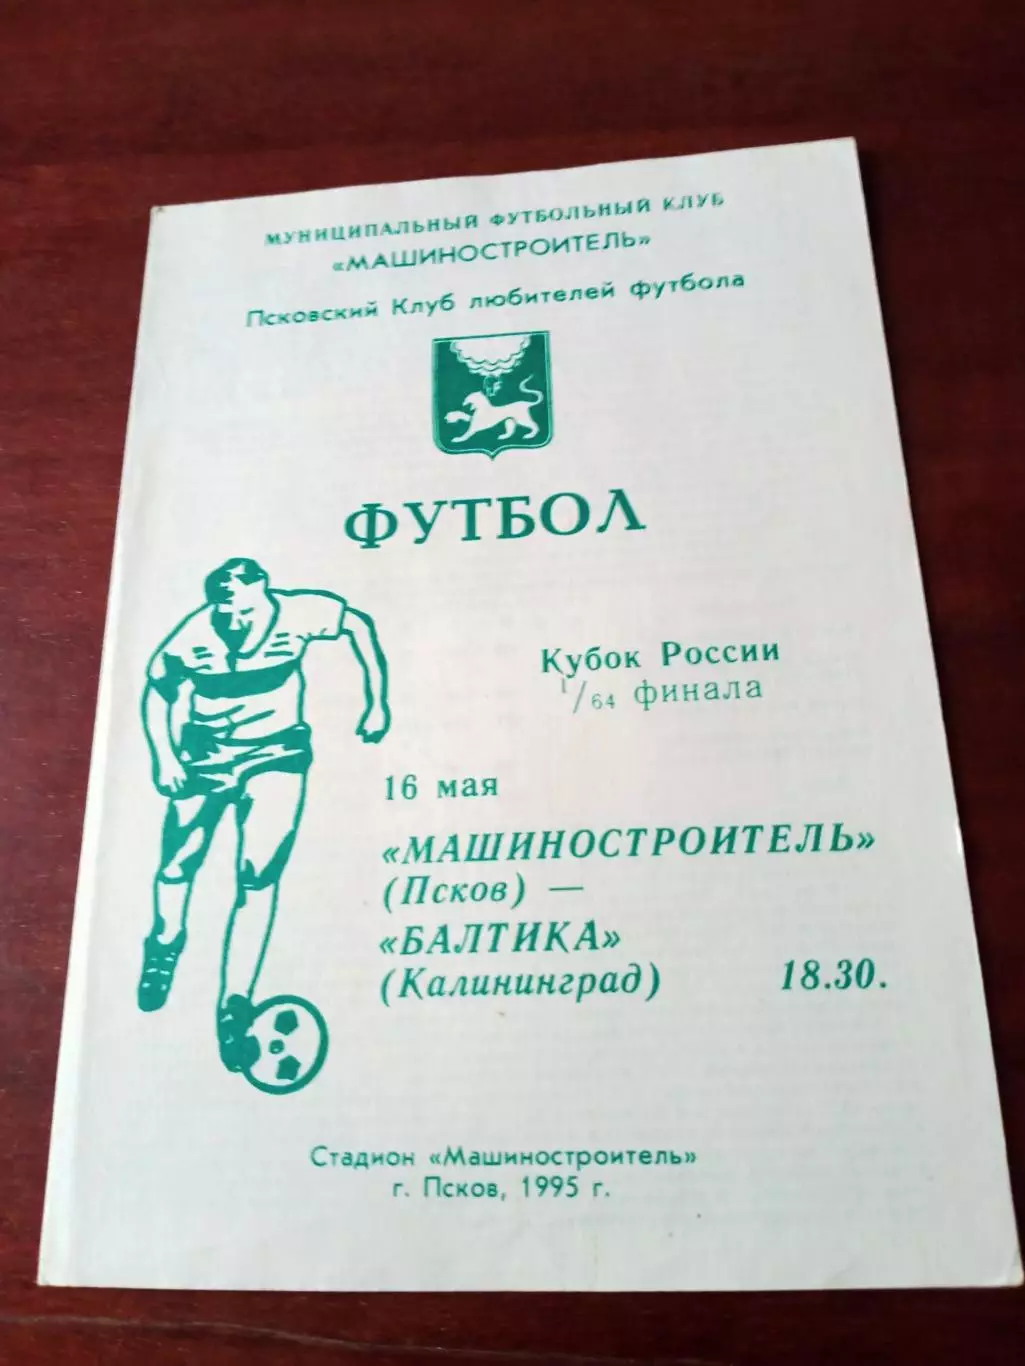 МУНИЦИПАЛЬНЫЙ ФУТБОЛЬНЫЙ КЛУБ
«МАШИНОСТРОИТЕЛЬ»
Псковский Клуб любителей футбола
ФУТБОЛ
Кубок России
1/64 финала
16 мая
«МАШИНОСТРОИТЕЛЬ»
(Псков) —
«БАЛТИКА»
(Калининград) 18.30.
Стадион «Машиностроитель»
г. Псков, 1995 г.